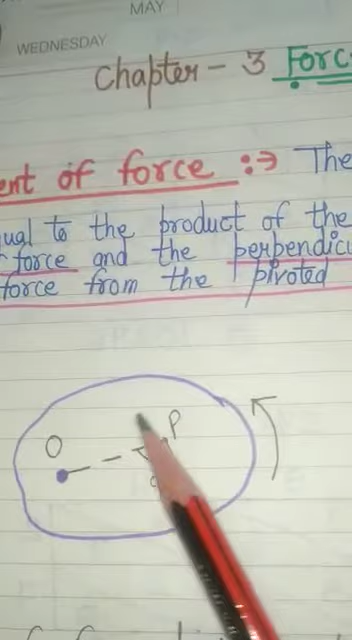 MAY
WEDNESDAY
Chapter - 3 Forc
ent of force :→ The
ual to the product of the
force and the perpendicu
force from the pivoted
O
P